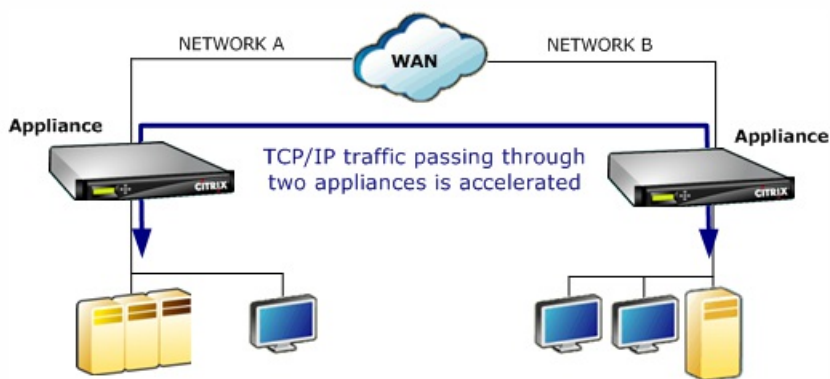 NETWORK A
WAN
NETWORK B
Appliance
Appliance
TCP/IP traffic passing through
two appliances is accelerated
CITRIX
CITRIX